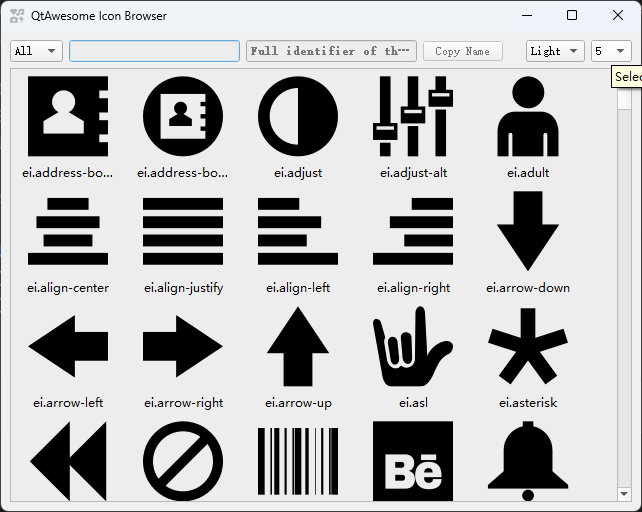 QtAwesome Icon Browser
All Full identifier of th··· Copy Name Light 5
Selec
ei.address-bo... ei.address-bo... ei.adjust ei.adjust-alt ei.adult
ei.align-center ei.align-justify ei.align-left ei.align-right ei.arrow-down
ei.arrow-left ei.arrow-right ei.arrow-up ei.asl ei.asterisk
Bē